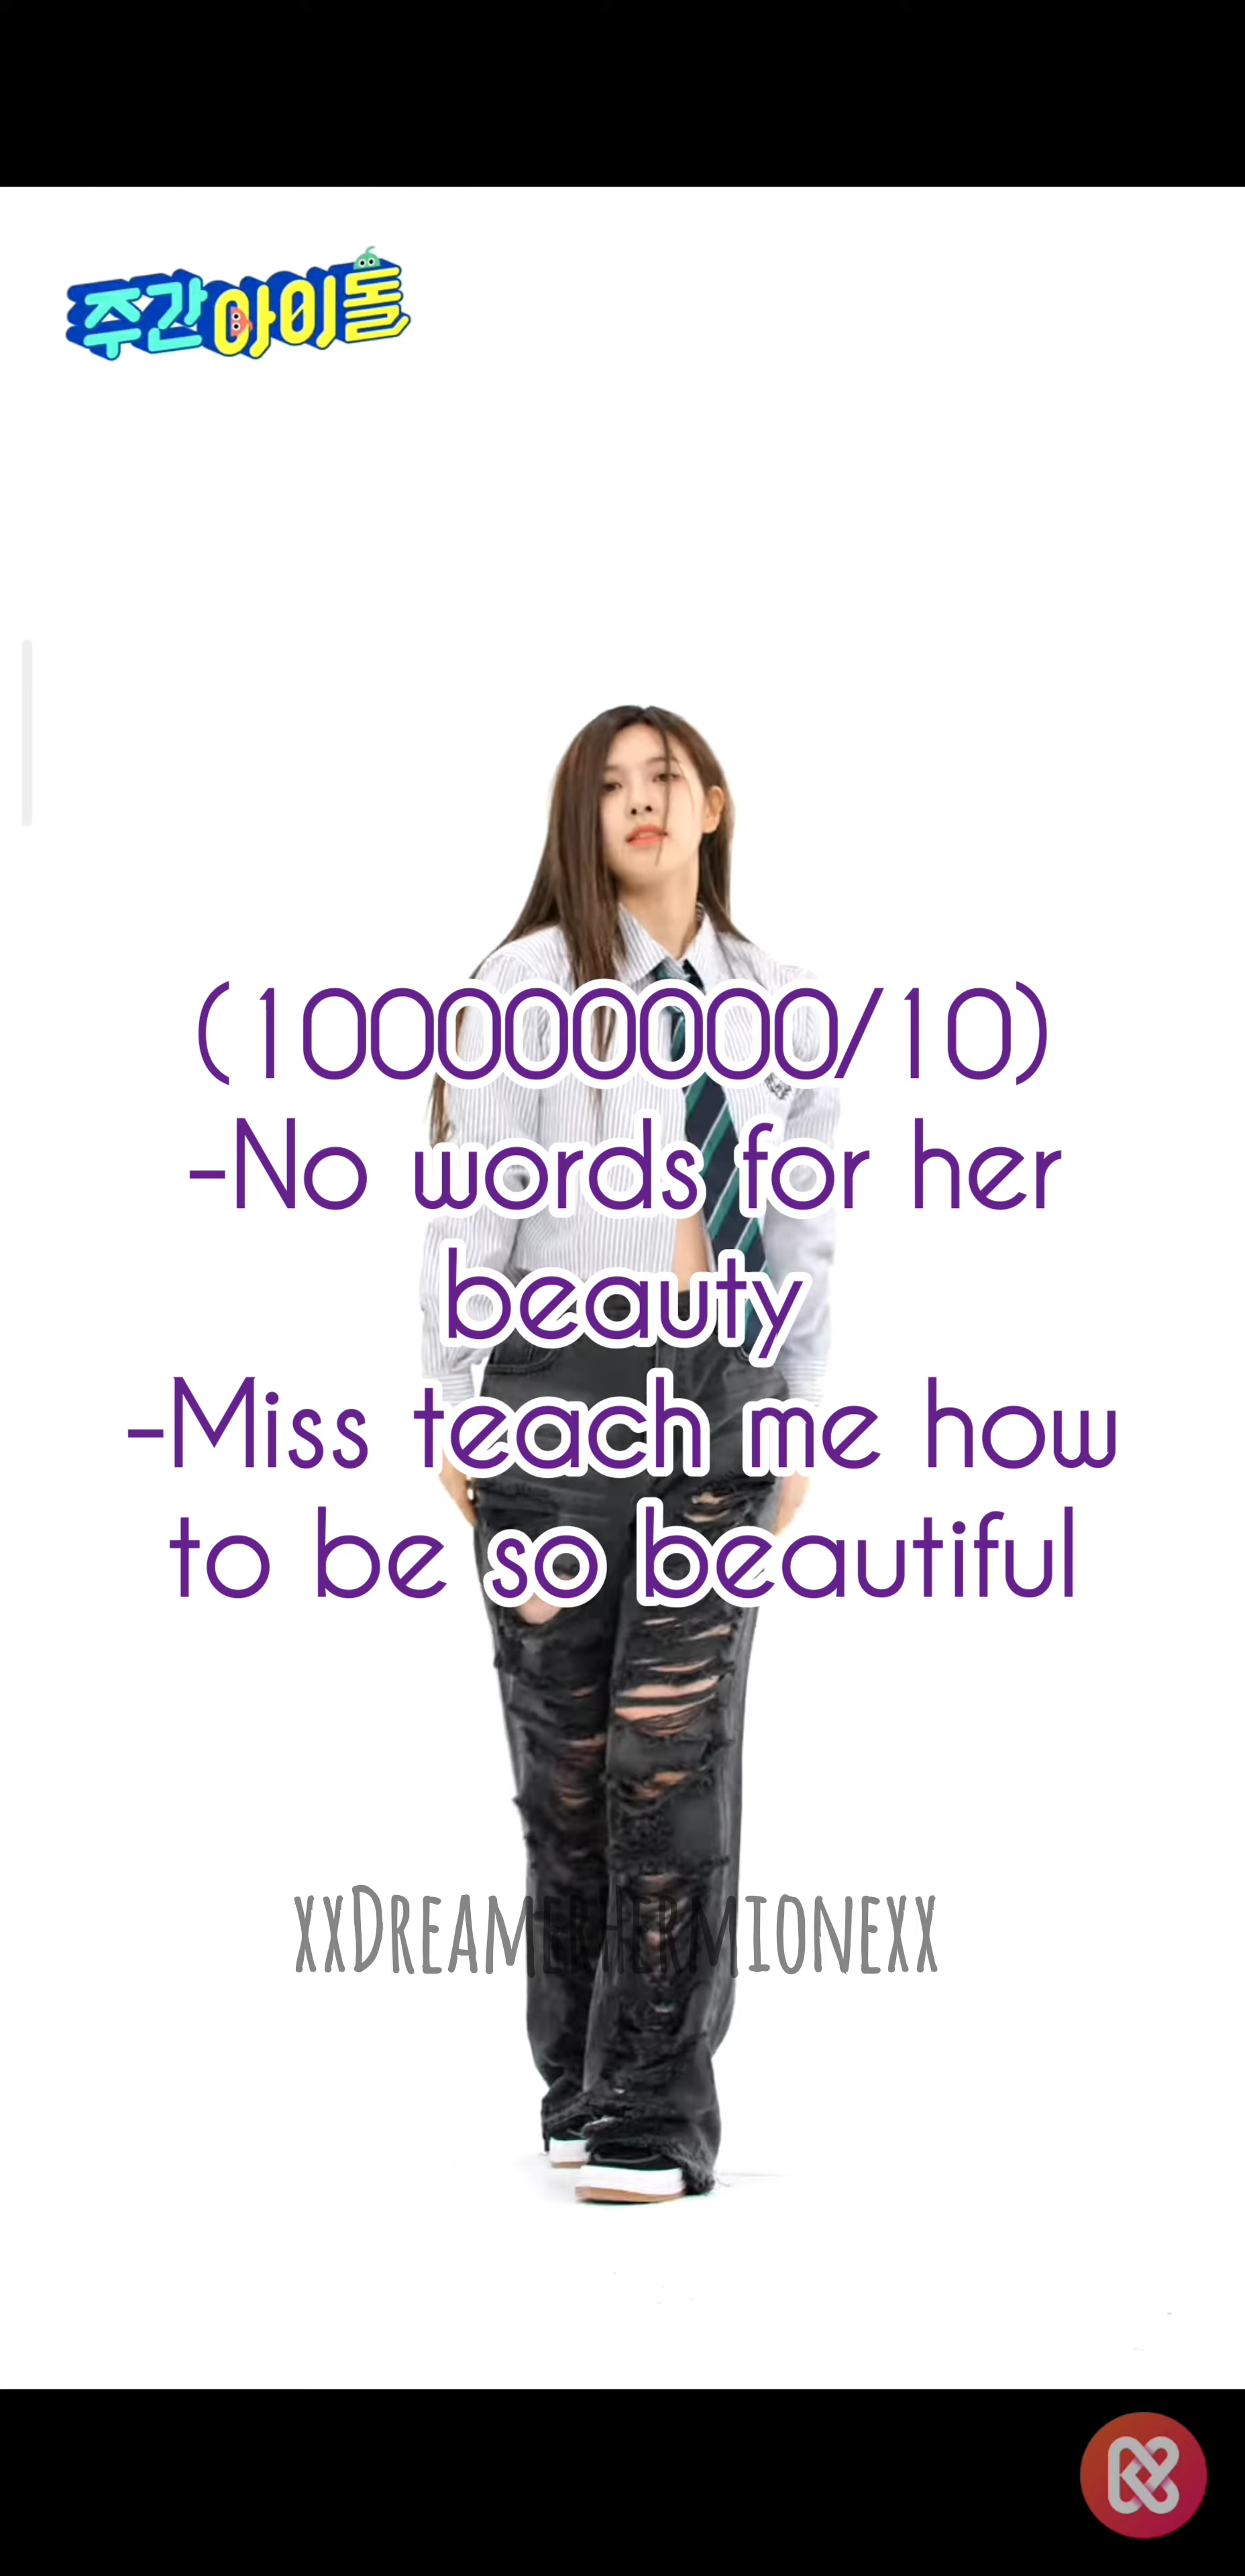 주간아이돌
(100000000/10)
-No words for her
beauty
-Miss teach me how
to be so beautiful
xxDreamerHermionexx